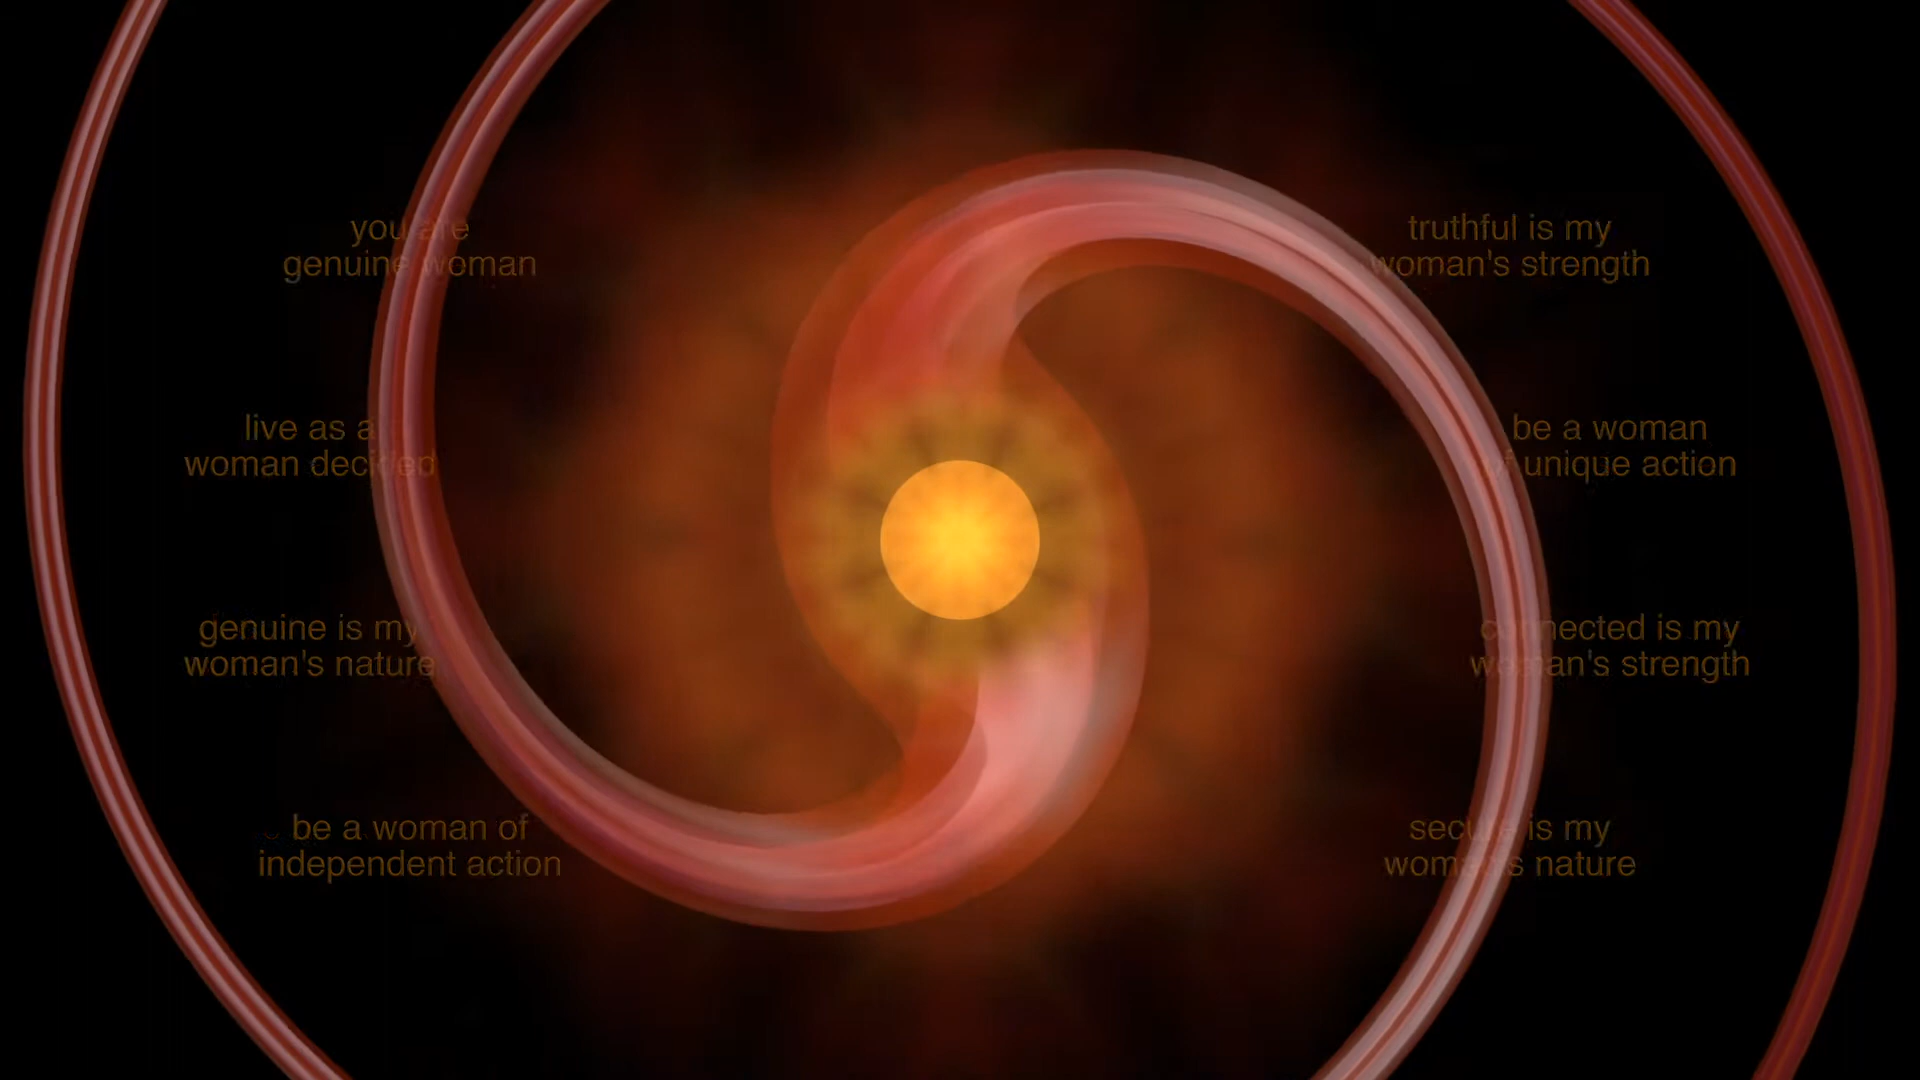 you are
genuine woman
truthful is my
woman's strength
live as a
woman decided
be a woman
of unique action
genuine is my
woman's nature
connected is my
woman's strength
be a woman of
independent action
secure is my
woman's nature